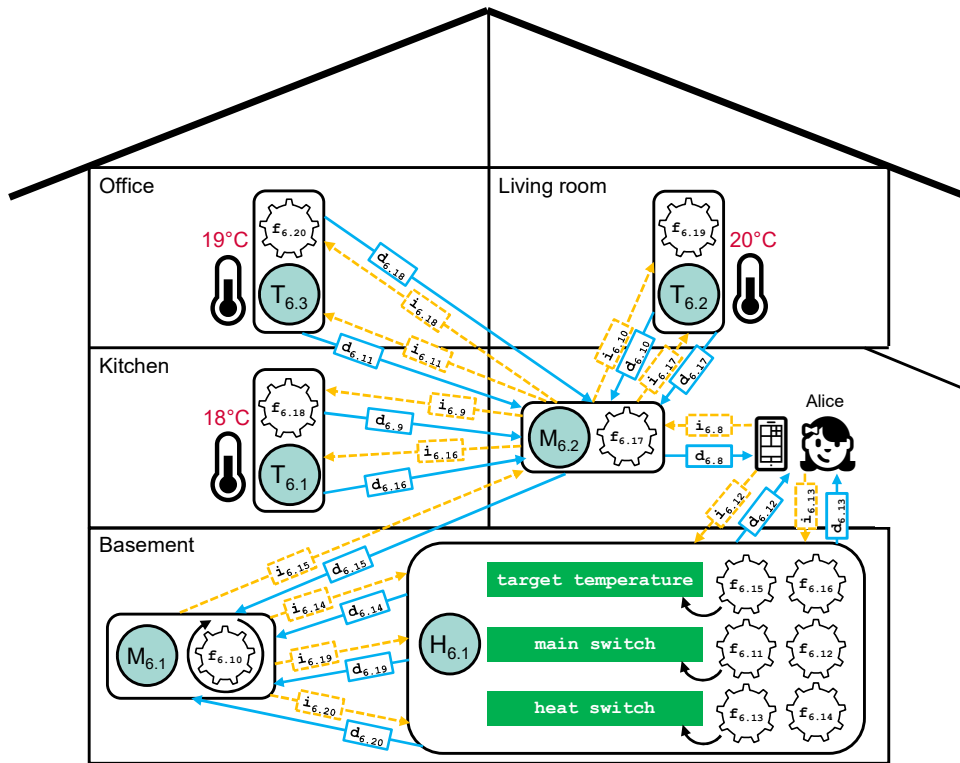 Office
Living room
f6.20
f6.19
19°C
20°C
d6.18
T6.3
T6.2
i6.18
i6.10
d6.10
i6.17
d6.17
d6.11
i6.11
Kitchen
f6.18
i6.9
d6.9
18°C
M6.2
f6.17
i6.8
d6.8
Alice
T6.1
i6.16
d6.16
i6.12
d6.12
i6.13
d6.13
Basement
i6.15
d6.15
target temperature
f6.15
f6.16
i6.14
d6.14
M6.1
f6.10
H6.1
main switch
f6.11
f6.12
i6.19
d6.19
heat switch
f6.13
f6.14
i6.20
d6.20